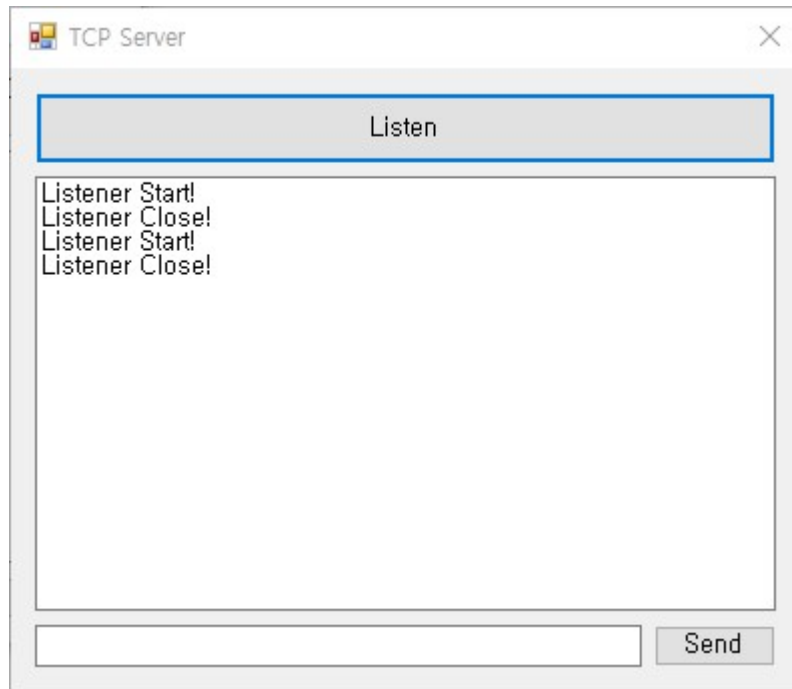 TCP Server
Listen
Listener Start!
Listener Close!
Listener Start!
Listener Close!
Send